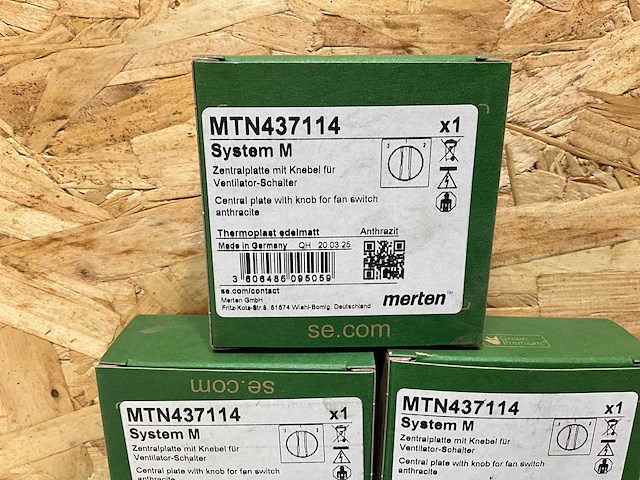 MTN437114 x1
System M
Zentralplatte mit Knebel für
Ventilator-Schalter
Central plate with knob for fan switch
anthracite
Thermoplast edelmatt Anthrazit
Made in Germany QH 20.03.25
3 606485 095059
se.com/contact
Merten GmbH
Fritz-Kotz-Str.8, 51674 Wiehl-Bomig, Deutschland
merten™
se.com
se.com
MTN437114 x1
System M
Zentralplatte mit Knebel für
Ventilator-Schalter
Central plate with knob for fan switch
anthracite
Green
Premium™
MTN437114 x1
System M
Zentralplatte mit Knebel für
Ventilator-Schalter
Central plate with knob for fan switch
anthracite